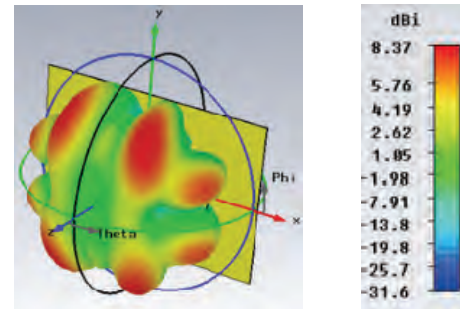 y
Phi
x
z
Theta
dBi
8.37
5.76
4.19
2.62
1.05
-1.98
-7.91
-13.8
-19.8
-25.7
-31.6